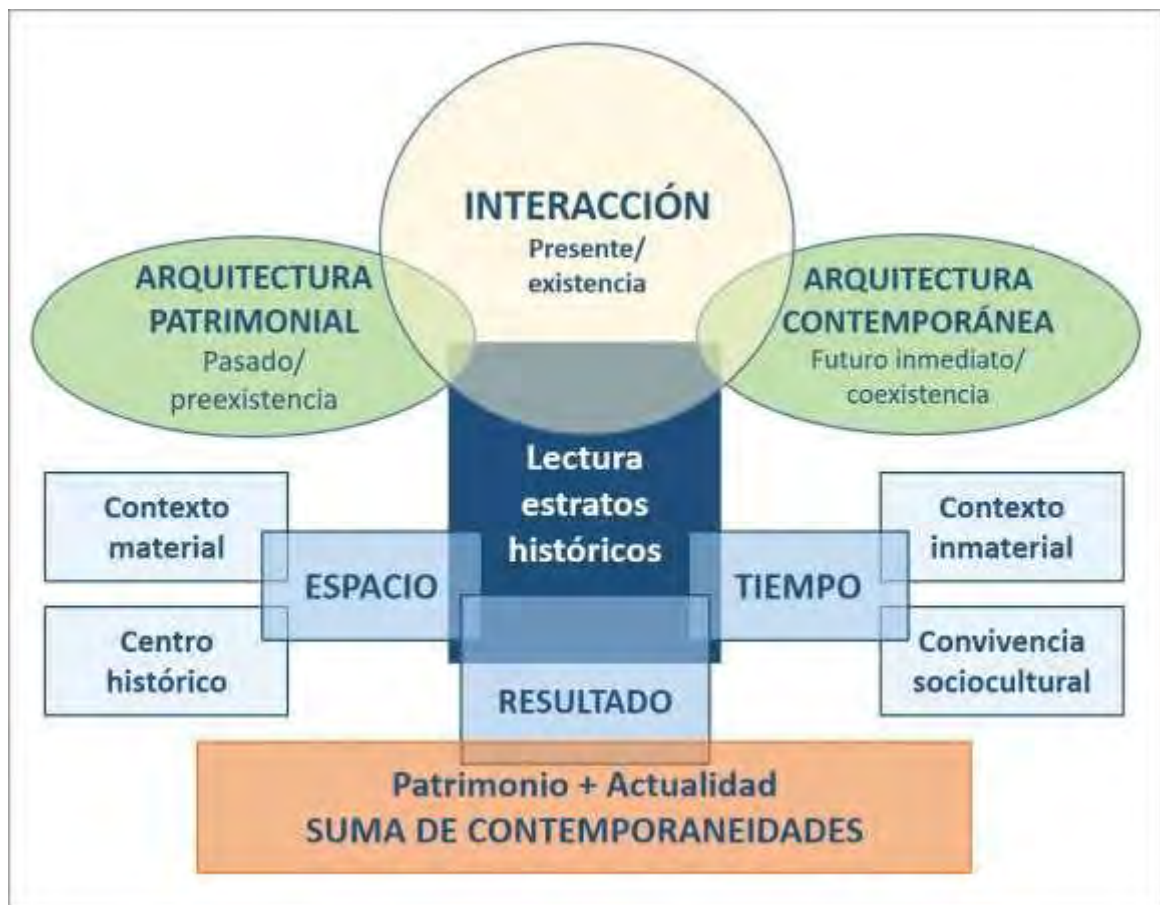 INTERACCIÓN
Presente/
existencia
ARQUITECTURA
PATRIMONIAL
Pasado/
preexistencia
ARQUITECTURA
CONTEMPORÁNEA
Futuro inmediato/
coexistencia
Lectura
estratos
históricos
Contexto
material
Centro
histórico
ESPACIO
TIEMPO
Contexto
inmaterial
Convivencia
sociocultural
RESULTADO
Patrimonio + Actualidad
SUMA DE CONTEMPORANEIDADES